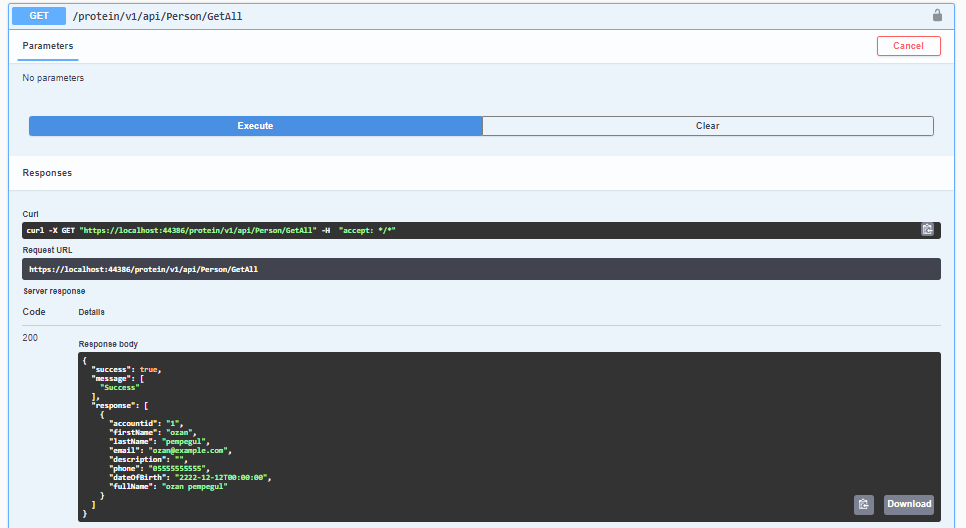 GET /protein/v1/api/Person/GetAll
Parameters Cancel
No parameters
Execute Clear
Responses
Curl
curl -X GET "https://localhost:44386/protein/v1/api/Person/GetAll" -H  "accept: */*"
Request URL
https://localhost:44386/protein/v1/api/Person/GetAll
Server response
Code Details
200
Response body
{
  "success": true,
  "message": [
    "Success"
  ],
  "response": [
    {
      "accountid": "1",
      "firstName": "ozan",
      "lastName": "pempegul",
      "email": "ozan@example.com",
      "description": "",
      "phone": "05555555555",
      "dateOfBirth": "2222-12-12T00:00:00",
      "fullName": "ozan pempegul"
    }
  ]
}
Download